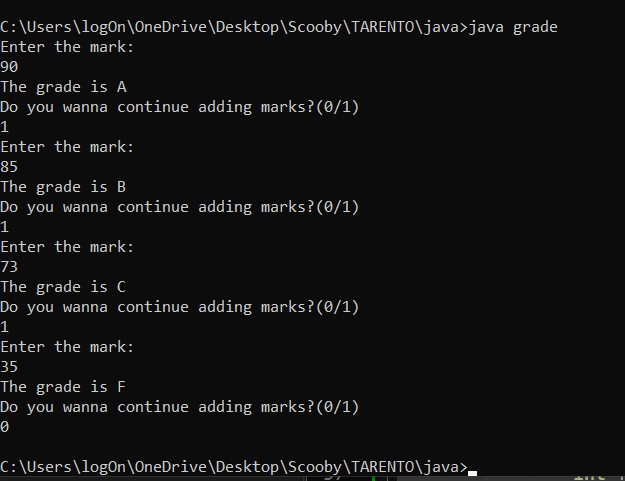 C:\Users\logOn\OneDrive\Desktop\Scooby\TARENTO\java>java grade
Enter the mark:
90
The grade is A
Do you wanna continue adding marks?(0/1)
1
Enter the mark:
85
The grade is B
Do you wanna continue adding marks?(0/1)
1
Enter the mark:
73
The grade is C
Do you wanna continue adding marks?(0/1)
1
Enter the mark:
35
The grade is F
Do you wanna continue adding marks?(0/1)
0
C:\Users\logOn\OneDrive\Desktop\Scooby\TARENTO\java>